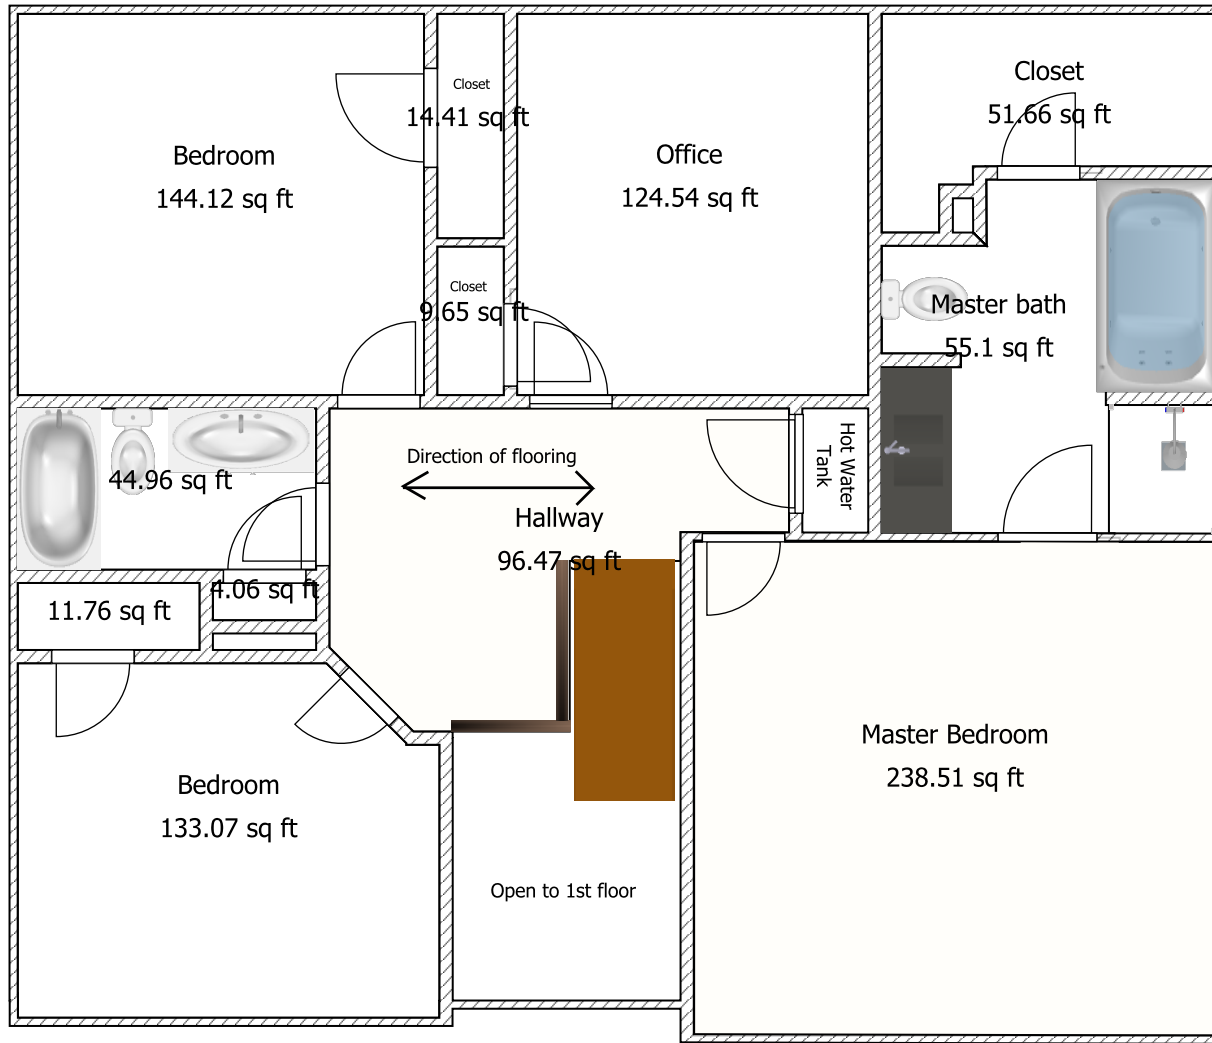 Closet
51.66 sq ft
Closet
14.41 sq ft
Bedroom
144.12 sq ft
Office
124.54 sq ft
Closet
9.65 sq ft
Master bath
55.1 sq ft
Direction of flooring
Hot Water
Tank
44.96 sq ft
Hallway
96.47 sq ft
4.06 sq ft
11.76 sq ft
Master Bedroom
238.51 sq ft
Bedroom
133.07 sq ft
Open to 1st floor